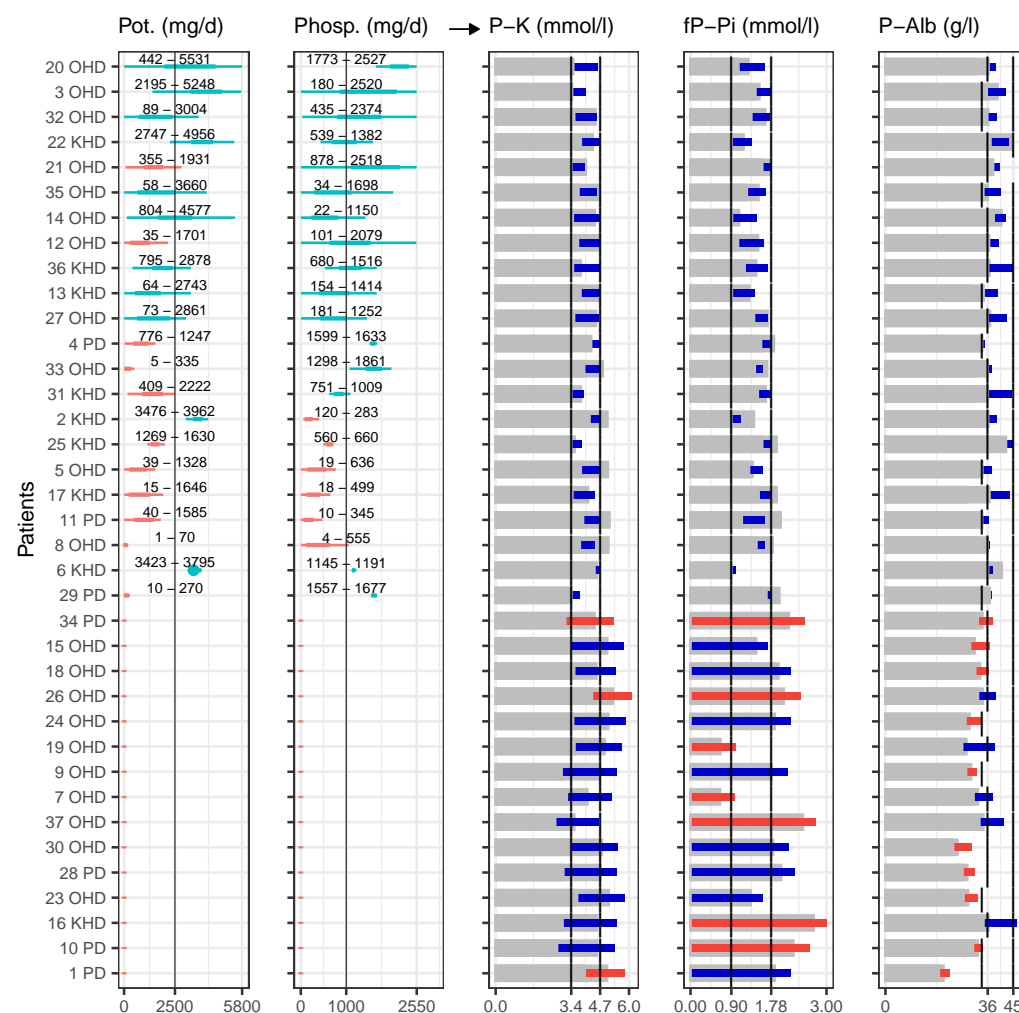 Pot. (mg/d) Phosp. (mg/d) → P−K (mmol/l) fP−Pi (mmol/l) P−Alb (g/l)
20 OHD 442 − 5531 1773 − 2527
3 OHD 2195 − 5248 180 − 2520
32 OHD 89 − 3004 435 − 2374
22 KHD 2747 − 4956 539 − 1382
21 OHD 355 − 1931 878 − 2518
35 OHD 58 − 3660 34 − 1698
14 OHD 804 − 4577 22 − 1150
12 OHD 35 − 1701 101 − 2079
36 KHD 795 − 2878 680 − 1516
13 KHD 64 − 2743 154 − 1414
27 OHD 73 − 2861 181 − 1252
4 PD 776 − 1247 1599 − 1633
33 OHD 5 − 335 1298 − 1861
31 KHD 409 − 2222 751 − 1009
2 KHD 3476 − 3962 120 − 283
25 KHD 1269 − 1630 560 − 660
5 OHD 39 − 1328 19 − 636
17 KHD 15 − 1646 18 − 499
11 PD 40 − 1585 10 − 345
8 OHD 1 − 70 4 − 555
6 KHD 3423 − 3795 1145 − 1191
29 PD 10 − 270 1557 − 1677
34 PD
15 OHD
18 OHD
26 OHD
24 OHD
19 OHD
9 OHD
7 OHD
37 OHD
30 OHD
28 PD
23 OHD
16 KHD
10 PD
1 PD
Patients
0 2500 5800 0 1000 2550 0.0 3.4 4.7 6.0 0.00 0.90 1.78 3.00 0 36 45